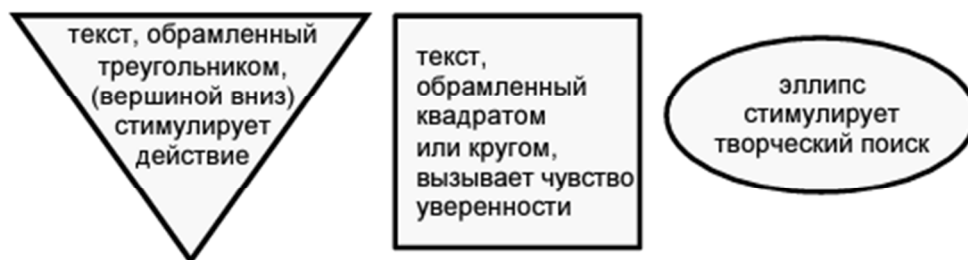 текст, обрамленный
треугольником,
(вершиной вниз)
стимулирует
действие
текст,
обрамленный
квадратом
или кругом,
вызывает чувство
уверенности
эллипс
стимулирует
творческий поиск